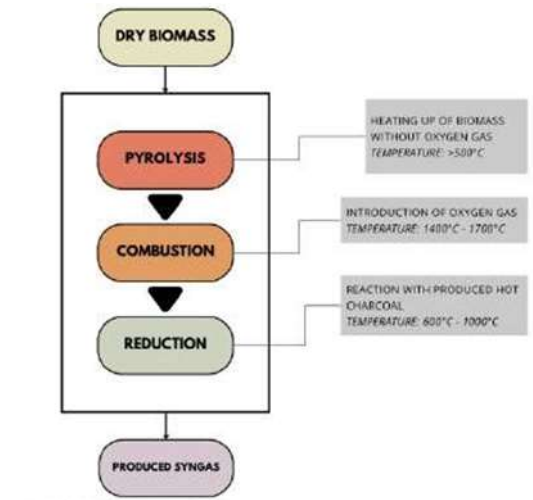 DRY BIOMASS
PYROLYSIS
HEATING UP OF BIOMASS
WITHOUT OXYGEN GAS
TEMPERATURE: >500°C
COMBUSTION
INTRODUCTION OF OXYGEN GAS
TEMPERATURE: 1400°C - 1700°C
REDUCTION
REACTION WITH PRODUCED HOT
CHARCOAL
TEMPERATURE: 600°C - 1000°C
PRODUCED SYNGAS